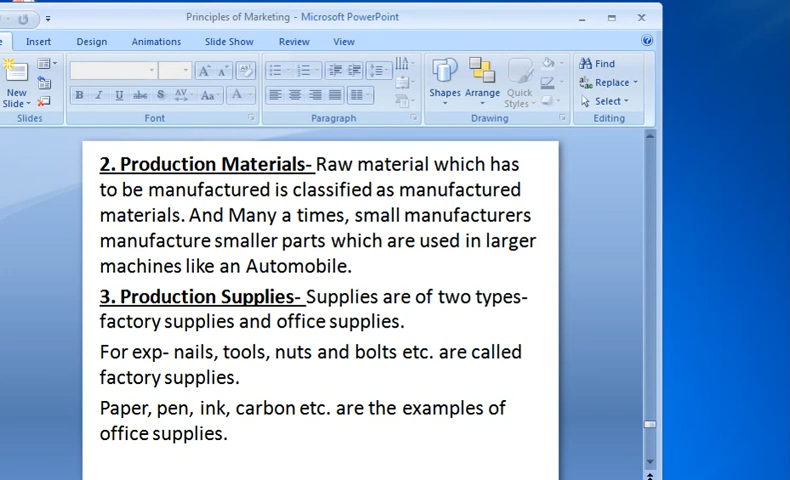 Principles of Marketing - Microsoft PowerPoint
Insert Design Animations Slide Show Review View
New Slide
Slides
B I U abc S AV Aa A
Font
Paragraph
Shapes Arrange Quick Styles
Drawing
Find
Replace
Select
Editing
2. Production Materials- Raw material which has
to be manufactured is classified as manufactured
materials. And Many a times, small manufacturers
manufacture smaller parts which are used in larger
machines like an Automobile.
3. Production Supplies- Supplies are of two types-
factory supplies and office supplies.
For exp- nails, tools, nuts and bolts etc. are called
factory supplies.
Paper, pen, ink, carbon etc. are the examples of
office supplies.